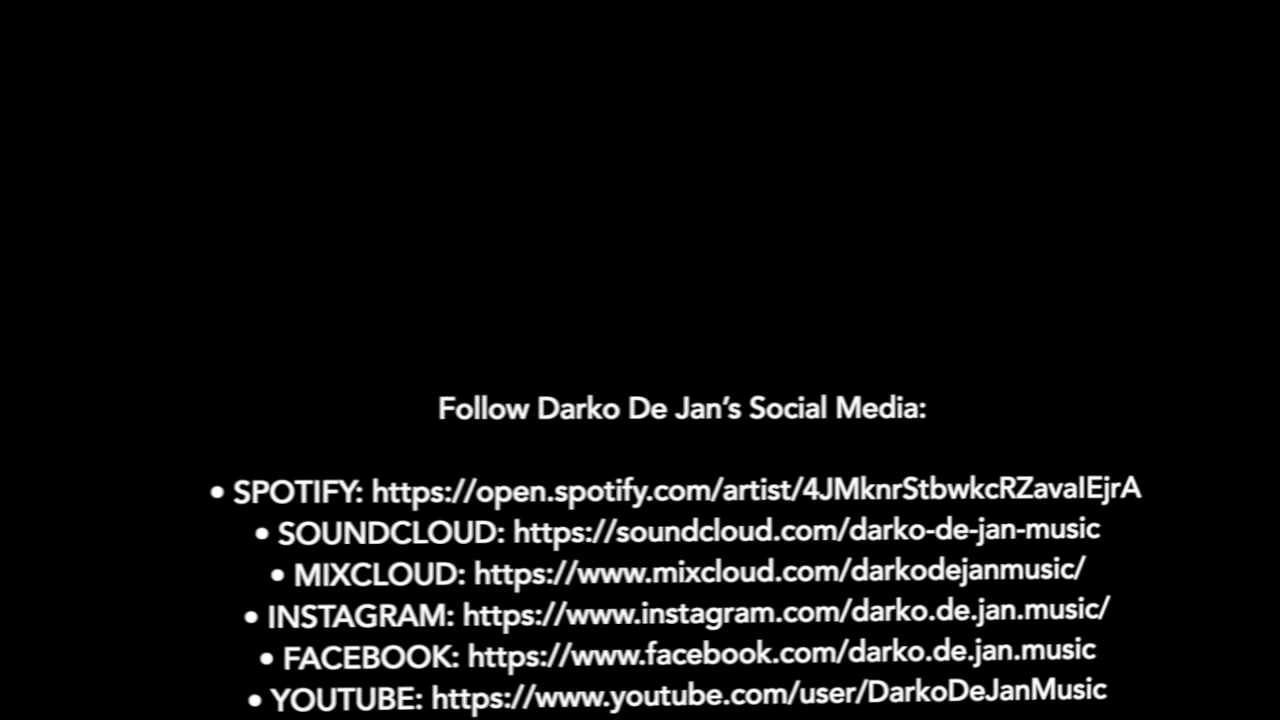 Follow Darko De Jan’s Social Media:
• SPOTIFY: https://open.spotify.com/artist/4JMknrStbwkcRZavaIEjrA
• SOUNDCLOUD: https://soundcloud.com/darko-de-jan-music
• MIXCLOUD: https://www.mixcloud.com/darkodejanmusic/
• INSTAGRAM: https://www.instagram.com/darko.de.jan.music/
• FACEBOOK: https://www.facebook.com/darko.de.jan.music
• YOUTUBE: https://www.youtube.com/user/DarkoDeJanMusic